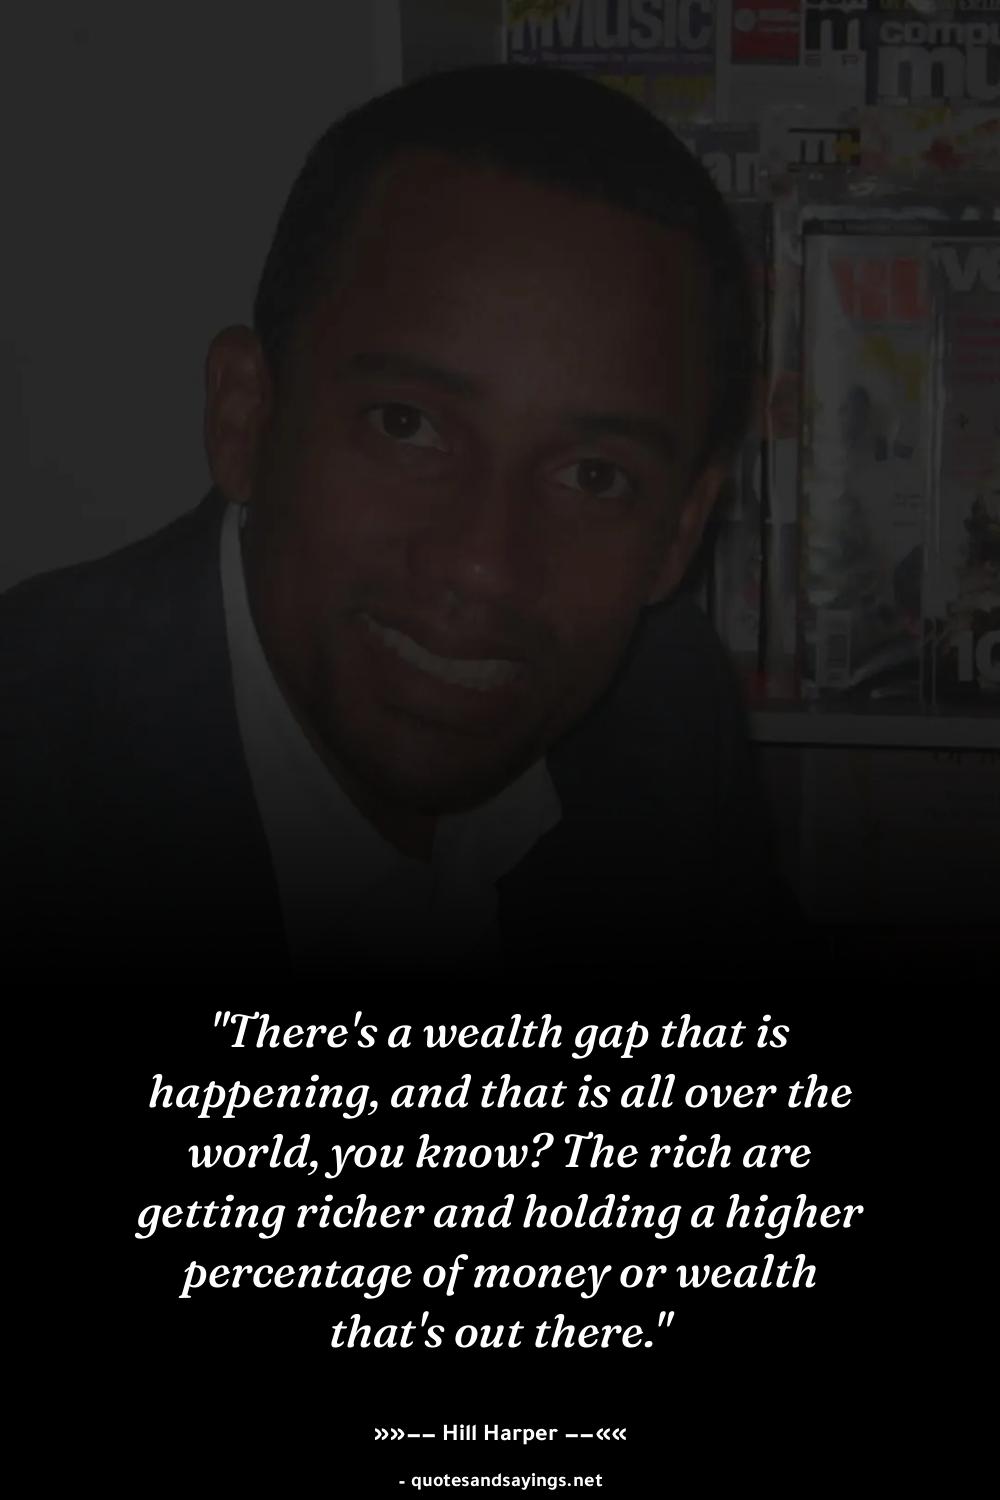 Music
"There's a wealth gap that is
happening, and that is all over the
world, you know? The rich are
getting richer and holding a higher
percentage of money or wealth
that's out there."
»»−− Hill Harper −−««
- quotesandsayings.net